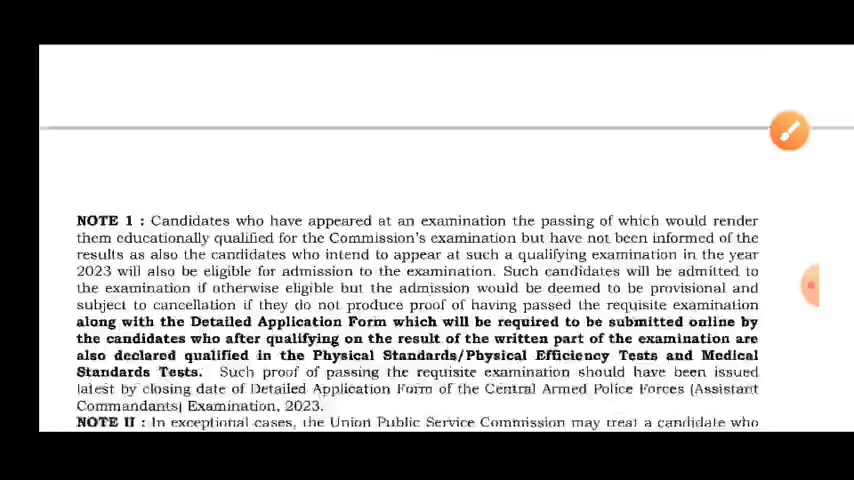 NOTE 1 : Candidates who have appeared at an examination the passing of which would render
them educationally qualified for the Commission's examination but have not been informed of the
results as also the candidates who intend to appear at such a qualifying examination in the year
2023 will also be eligible for admission to the examination. Such candidates will be admitted to
the examination if otherwise eligible but the admission would be deemed to be provisional and
subject to cancellation if they do not produce proof of having passed the requisite examination
along with the Detailed Application Form which will be required to be submitted online by
the candidates who after qualifying on the result of the written part of the examination are
also declared qualified in the Physical Standards/Physical Efficiency Tests and Medical
Standards Tests. Such proof of passing the requisite examination should have been issued
latest by closing date of Detailed Application Form of the Central Armed Police Forces (Assistant
Commandants) Examination, 2023.
NOTE II : In exceptional cases, the Union Public Service Commission may treat a candidate who